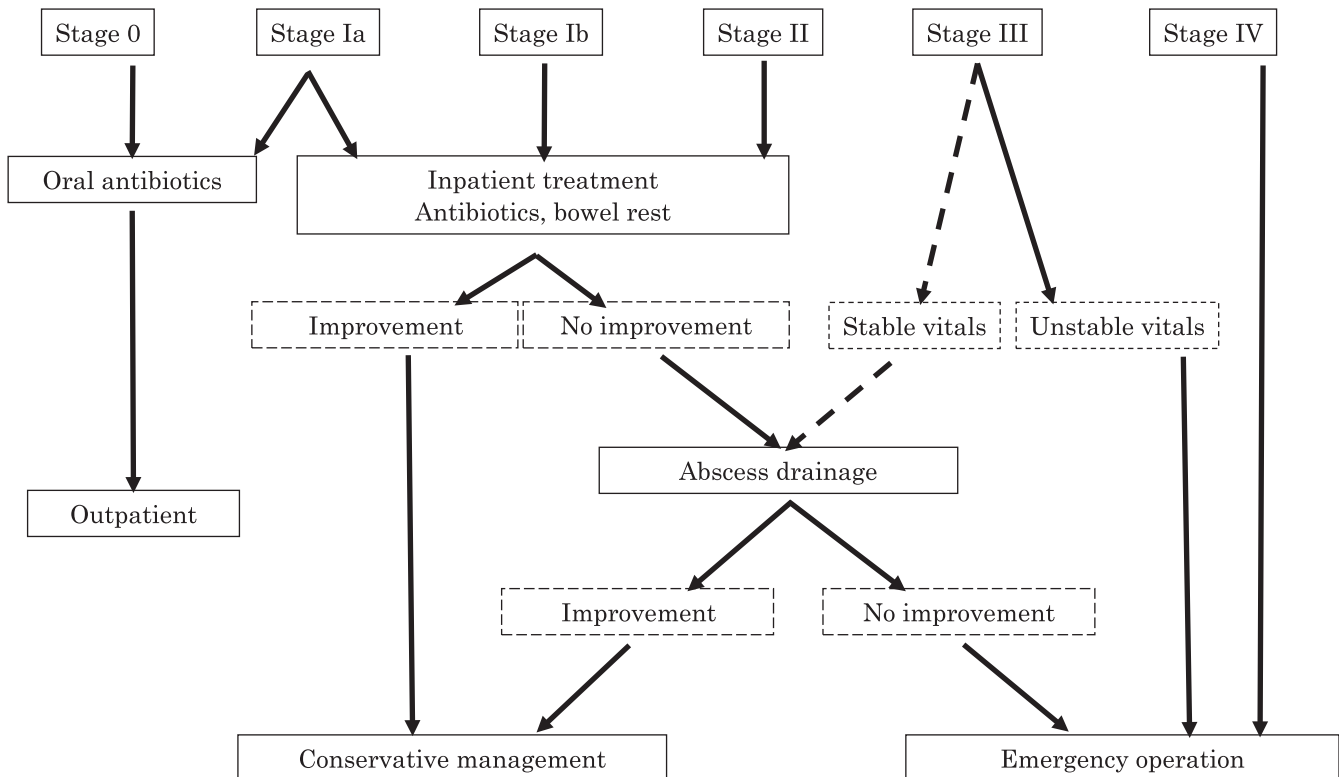 Stage 0
Stage Ia
Stage Ib
Stage II
Stage III
Stage IV
Oral antibiotics
Inpatient treatment
Antibiotics, bowel rest
Improvement
No improvement
Stable vitals
Unstable vitals
Abscess drainage
Outpatient
Improvement
No improvement
Conservative management
Emergency operation